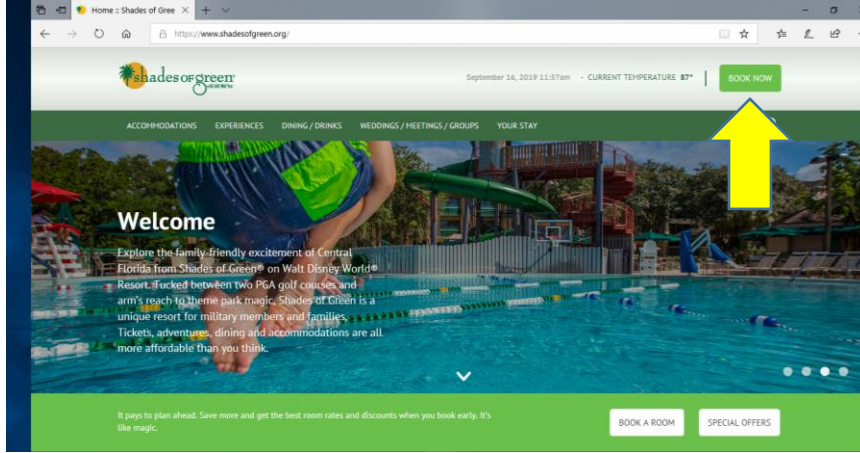 Home :: Shades of Gree
https://www.shadesofgreen.org/
Shades of Green
September 16, 2019 11:57am - CURRENT TEMPERATURE 87°
BOOK NOW
ACCOMMODATIONS EXPERIENCES DINING / DRINKS WEDDINGS / MEETINGS / GROUPS YOUR STAY
Welcome
Explore the family-friendly excitement of Central
Florida from Shades of Green® on Walt Disney World®
Resort. Tucked between two PGA golf courses and
arm's reach to theme park magic, Shades of Green is a
unique resort for military members and families.
Tickets, adventures, dining and accommodations are all
more affordable than you think.
It pays to plan ahead. Save more and get the best room rates and discounts when you book early. It's
like magic.
BOOK A ROOM
SPECIAL OFFERS